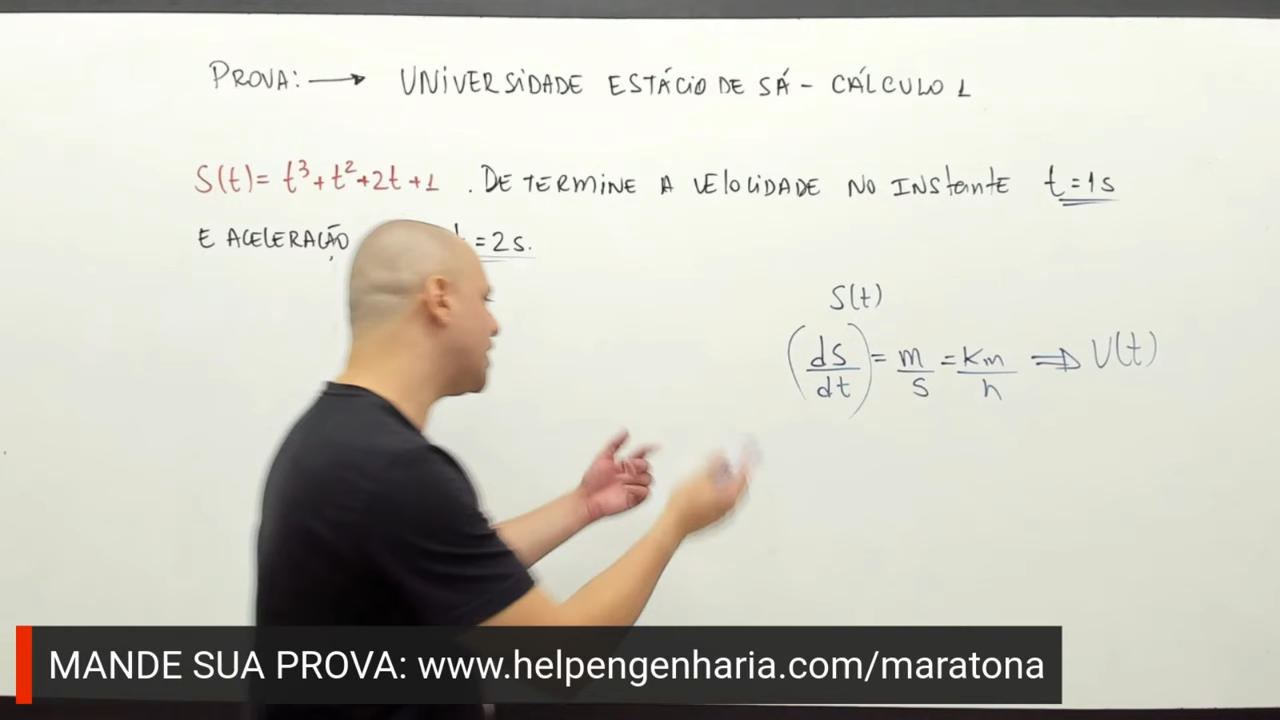 PROVA: → UNIVERSIDADE ESTÁCIO DE SÁ - CÁLCULO 1
S(t)= t³+t²+2t+1 . DETERMINE A VELOCIDADE NO INSTANTE t=1s
E ACELERAÇÃO =2s.
S(t)
(dS/dt) = m/s = Km/h ⇒ V(t)
MANDE SUA PROVA: www.helpengenharia.com/maratona